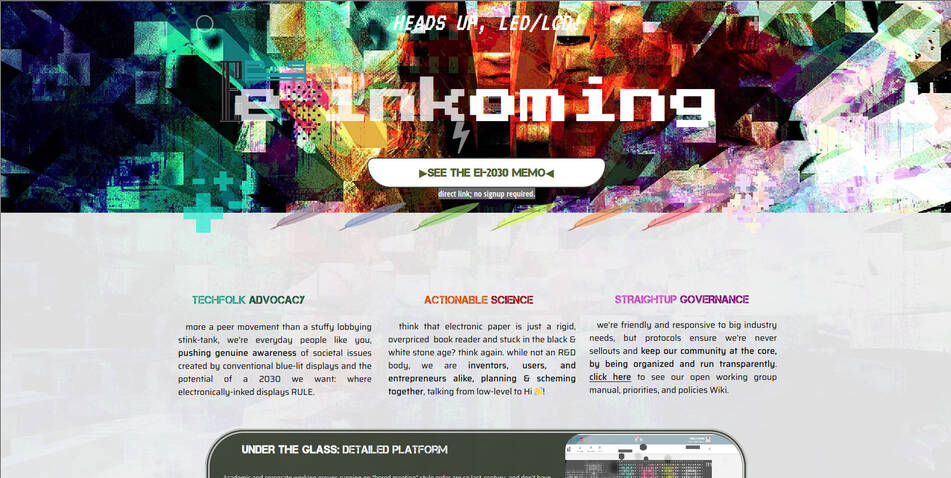 HEADS UP, LED/LCD!
e-inkoming
▶SEE THE EI-2030 MEMO◀
direct link; no signup required.
TECHFOLK ADVOCACY
more a peer movement than a stuffy lobbying
stink-tank, we're everyday people like you,
pushing genuine awareness of societal issues
created by conventional blue-lit displays and the
potential of a 2030 we want: where
electronically-inked displays RULE.
ACTIONABLE SCIENCE
think that electronic paper is just a rigid,
overpriced book reader and stuck in the black &
white stone age? think again. while not an R&D
body, we are inventors, users, and
entrepreneurs alike, planning & scheming
together, talking from low-level to Hi 👋!
STRAIGHTUP GOVERNANCE
we're friendly and responsive to big industry
needs, but protocols ensure we're never
sellouts and keep our community at the core,
by being organized and run transparently.
click here to see our open working group
manual, priorities, and policies Wiki.
UNDER THE GLASS: DETAILED PLATFORM